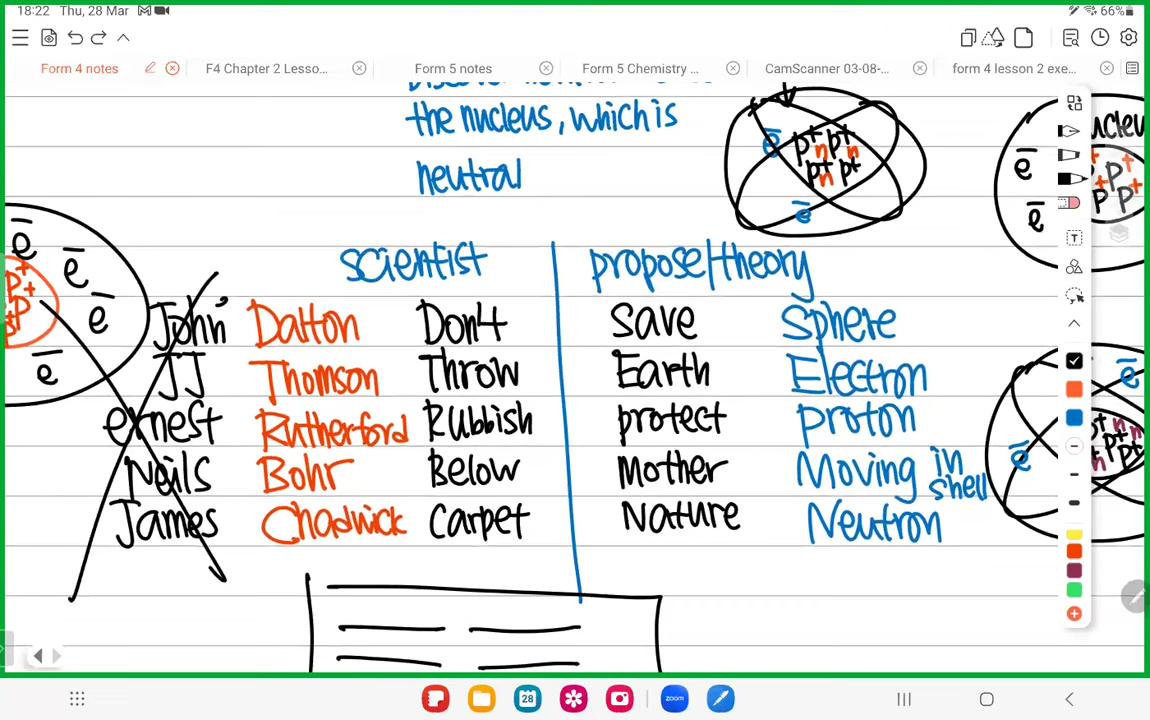 18:22 Thu, 28 Mar
66%
Form 4 notes
F4 Chapter 2 Lesso...
Form 5 notes
Form 5 Chemistry ...
CamScanner 03-08-...
form 4 lesson 2 exe...
the nucleus, which is
neutral
scientist propose/theory
John Dalton Don't save Sphere
JJ Thomson Throw Earth Electron
ernest Rutherford Rubbish protect proton
Neils Bohr Below Mother Moving in shell
James Chadwick carpet Nature Neutron
e e e e
p+ p+
e p+ p+ n n p+ p+ n e
nucleus
e e p+ p+
e e p+ n
T
28
zoom